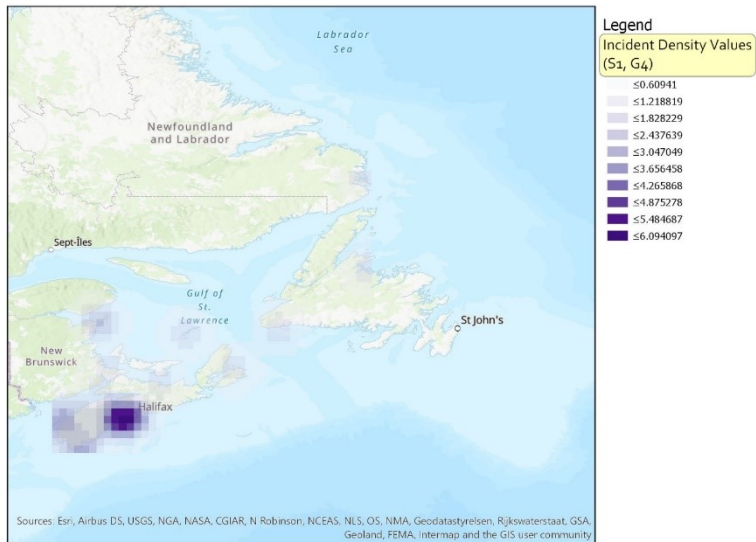 Labrador
Sea
Newfoundland
and Labrador
Sept-Îles
Gulf of
St.
Lawrence
St John's
New
Brunswick
Halifax
Sources: Esri, Airbus DS, USGS, NGA, NASA, CGIAR, N Robinson, NCEAS, NLS, OS, NMA, Geodatastyrelsen, Rijkswaterstaat, GSA,
Geoland, FEMA, Intermap and the GIS user community
Legend
Incident Density Values
(S1, G4)
≤0.60941
≤1.218819
≤1.828229
≤2.437639
≤3.047049
≤3.656458
≤4.265868
≤4.875278
≤5.484687
≤6.094097